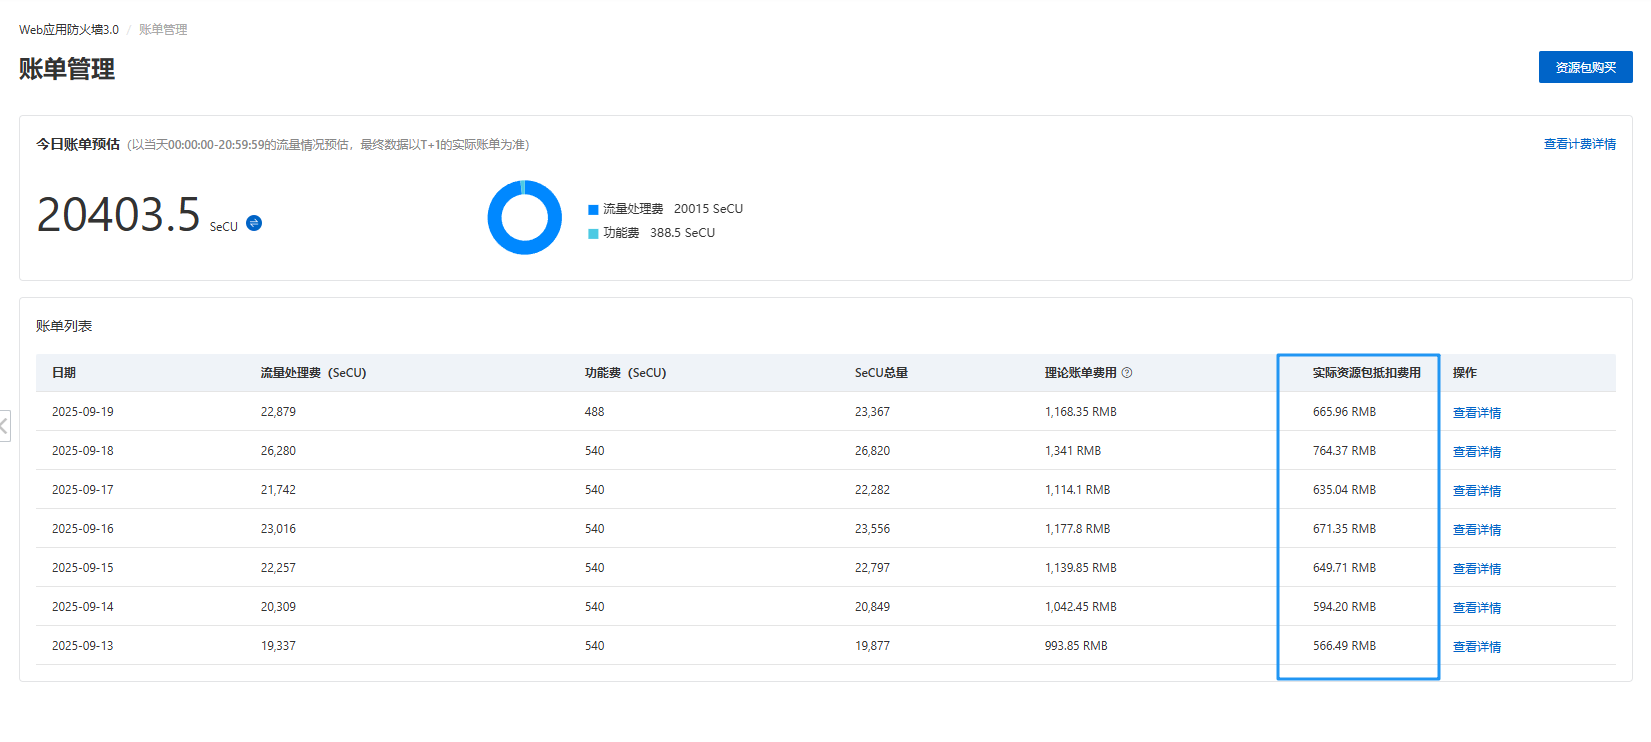 Web应用防火墙3.0 / 账单管理
账单管理
资源包购买
今日账单预估 (以当天00:00:00-20:59:59的流量情况预估，最终数据以T+1的实际账单为准)
查看计费详情
20403.5 SeCU
流量处理费 20015 SeCU
功能费 388.5 SeCU
账单列表
日期 流量处理费（SeCU） 功能费（SeCU） SeCU总量 理论账单费用 实际资源包抵扣费用 操作
2025-09-19 22,879 488 23,367 1,168.35 RMB 665.96 RMB 查看详情
2025-09-18 26,280 540 26,820 1,341 RMB 764.37 RMB 查看详情
2025-09-17 21,742 540 22,282 1,114.1 RMB 635.04 RMB 查看详情
2025-09-16 23,016 540 23,556 1,177.8 RMB 671.35 RMB 查看详情
2025-09-15 22,257 540 22,797 1,139.85 RMB 649.71 RMB 查看详情
2025-09-14 20,309 540 20,849 1,042.45 RMB 594.20 RMB 查看详情
2025-09-13 19,337 540 19,877 993.85 RMB 566.49 RMB 查看详情